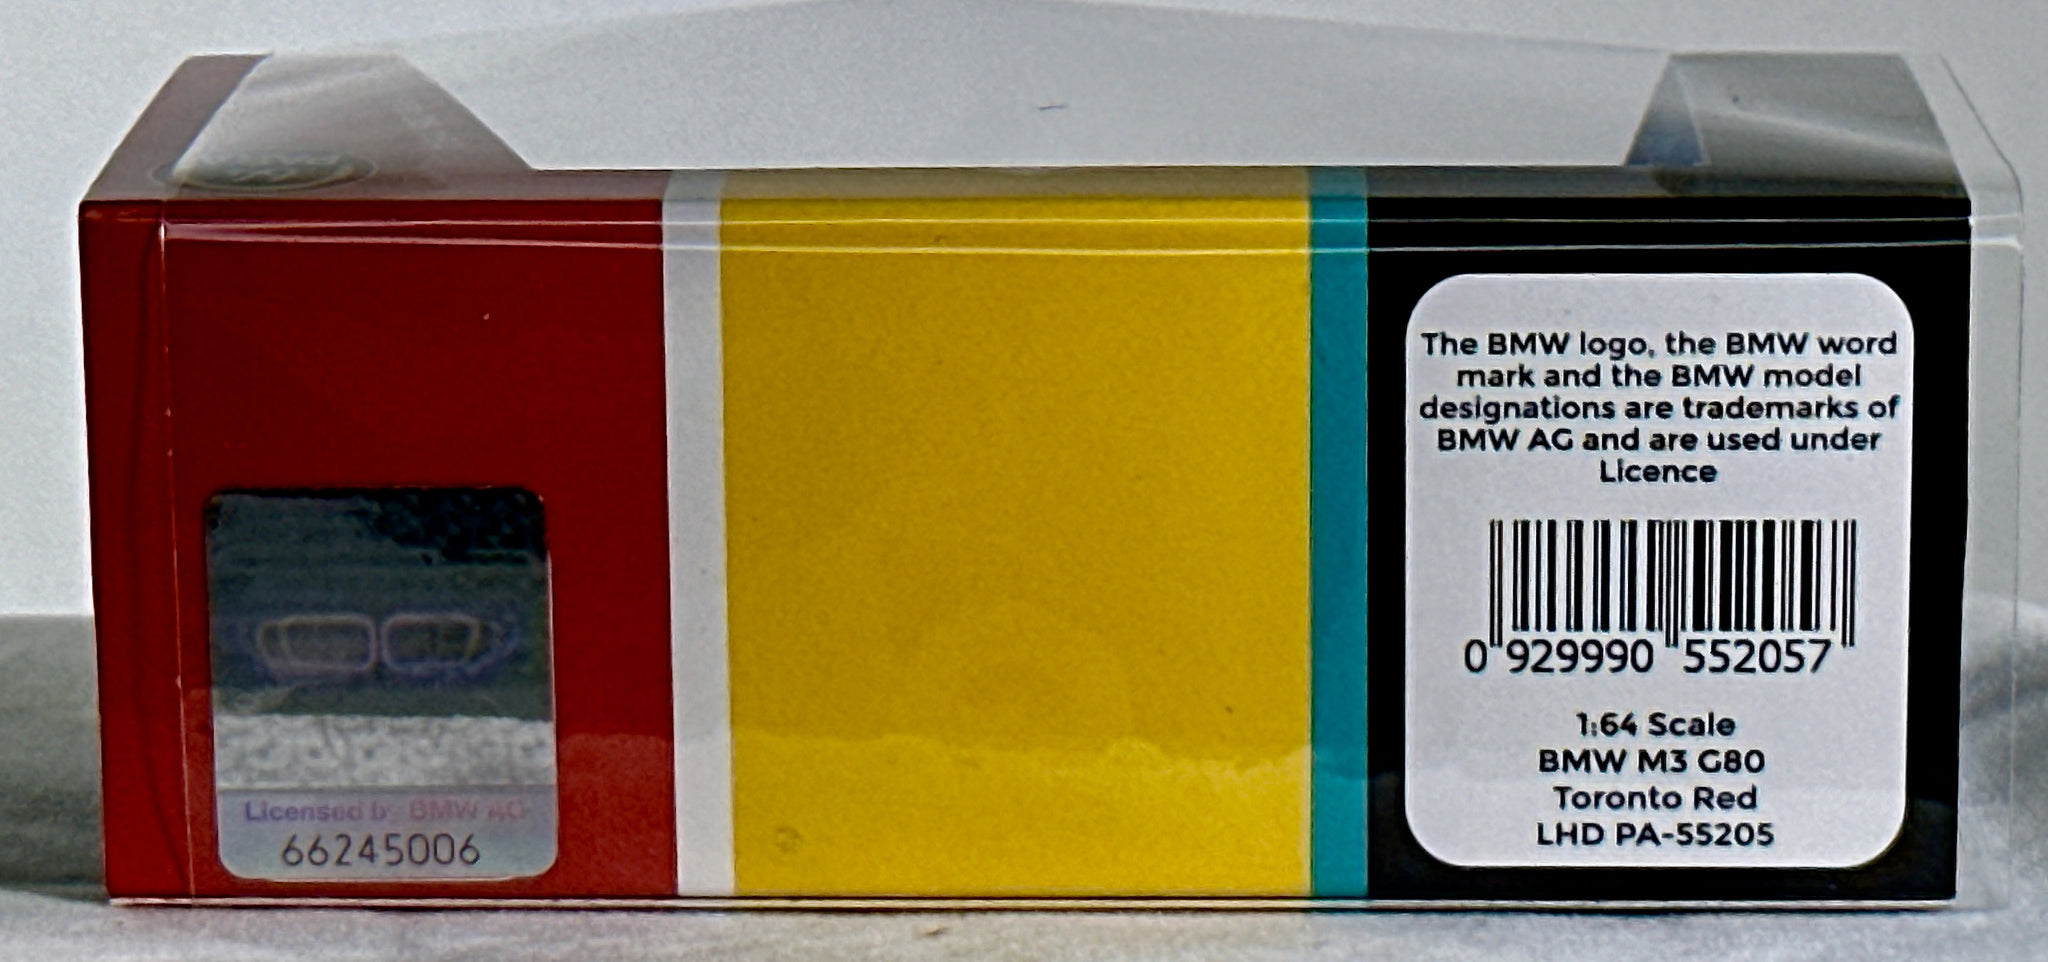 The BMW logo, the BMW word
mark and the BMW model
designations are trademarks of
BMW AG and are used under
Licence
0 929990 552057
1:64 Scale
BMW M3 G80
Toronto Red
LHD PA-55205
Licensed by BMW AG
66245006